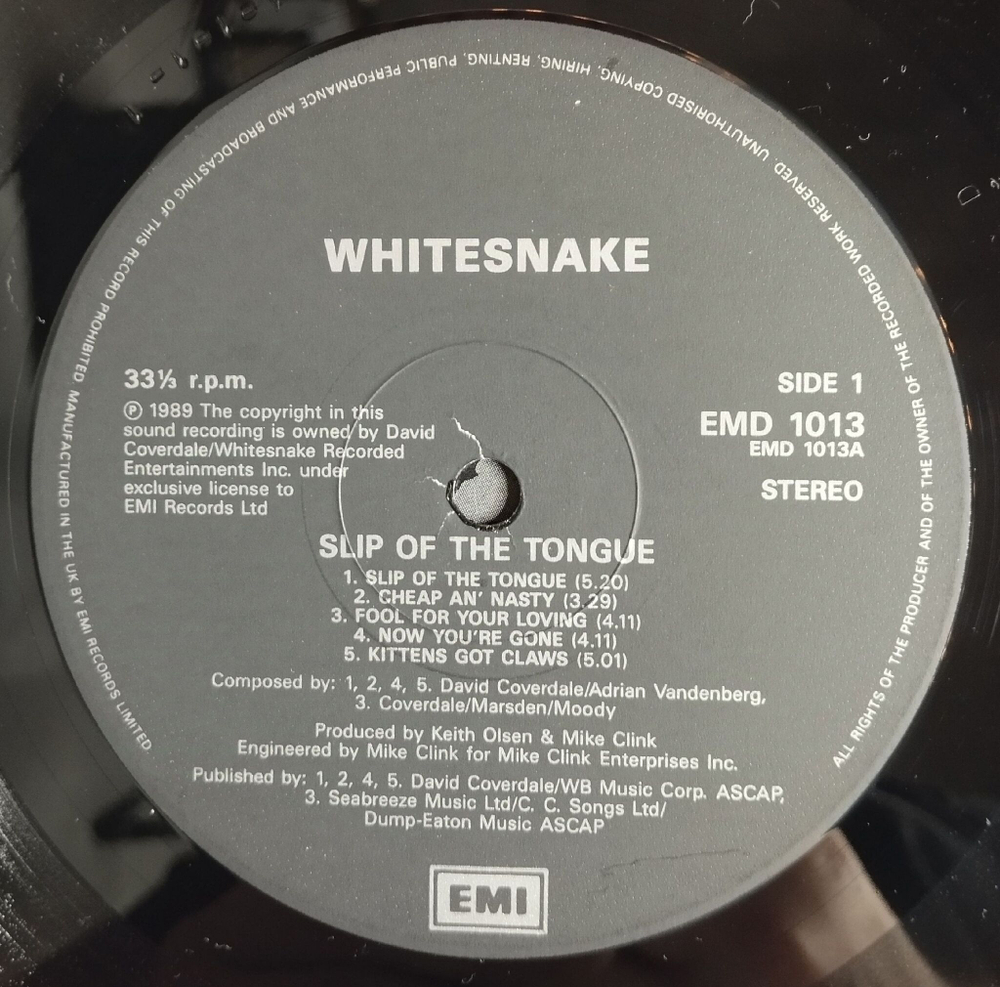 ALL RIGHTS OF THE PRODUCER AND OF THE OWNER OF THE RECORDED WORK RESERVED. UNAUTHORISED COPYING, HIRING, RENTING, PUBLIC PERFORMANCE AND BROADCASTING OF THIS RECORD PROHIBITED. MANUFACTURED IN THE UK BY EMI RECORDS LIMITED.
WHITESNAKE
33⅓ r.p.m.
℗ 1989 The copyright in this
sound recording is owned by David
Coverdale/Whitesnake Recorded
Entertainments Inc. under
exclusive license to
EMI Records Ltd
SIDE 1
EMD 1013
EMD 1013A
STEREO
SLIP OF THE TONGUE
1. SLIP OF THE TONGUE (5.20)
2. CHEAP AN' NASTY (3.29)
3. FOOL FOR YOUR LOVING (4.11)
4. NOW YOU'RE GONE (4.11)
5. KITTENS GOT CLAWS (5.01)
Composed by: 1, 2, 4, 5. David Coverdale/Adrian Vandenberg,
3. Coverdale/Marsden/Moody
Produced by Keith Olsen & Mike Clink
Engineered by Mike Clink for Mike Clink Enterprises Inc.
Published by: 1, 2, 4, 5. David Coverdale/WB Music Corp. ASCAP,
3. Seabreeze Music Ltd/C. C. Songs Ltd/
Dump-Eaton Music ASCAP
EMI